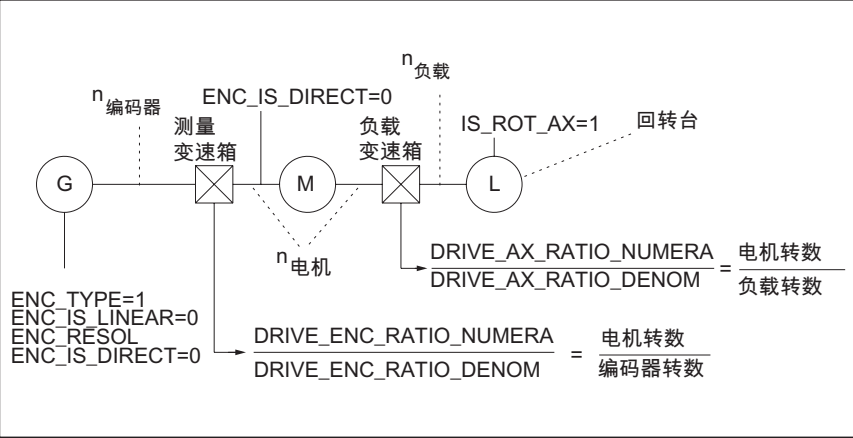 n负载
n编码器
ENC_IS_DIRECT=0
测量
变速箱
负载
变速箱
IS_ROT_AX=1
回转台
G
M
L
n电机
DRIVE_AX_RATIO_NUMERA
DRIVE_AX_RATIO_DENOM
=
电机转数
负载转数
ENC_TYPE=1
ENC_IS_LINEAR=0
ENC_RESOL
ENC_IS_DIRECT=0
DRIVE_ENC_RATIO_NUMERA
DRIVE_ENC_RATIO_DENOM
=
电机转数
编码器转数